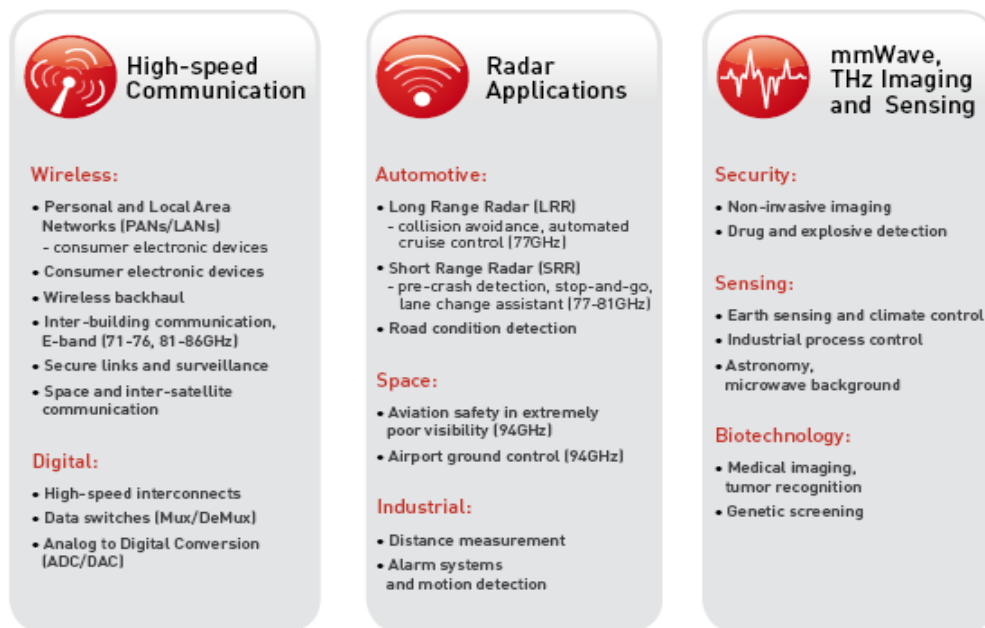 High-speed
Communication
Wireless:
• Personal and Local Area
Networks (PANs/LANs)
- consumer electronic devices
• Consumer electronic devices
• Wireless backhaul
• Inter-building communication,
E-band (71-76, 81-86GHz)
• Secure links and surveillance
• Space and inter-satellite
communication
Digital:
• High-speed interconnects
• Data switches (Mux/DeMux)
• Analog to Digital Conversion
(ADC/DAC)
Radar
Applications
Automotive:
• Long Range Radar (LRR)
- collision avoidance, automated
cruise control (77GHz)
• Short Range Radar (SRR)
- pre-crash detection, stop-and-go,
lane change assistant (77-81GHz)
• Road condition detection
Space:
• Aviation safety in extremely
poor visibility (94GHz)
• Airport ground control (94GHz)
Industrial:
• Distance measurement
• Alarm systems
and motion detection
mmWave,
THz Imaging
and Sensing
Security:
• Non-invasive imaging
• Drug and explosive detection
Sensing:
• Earth sensing and climate control
• Industrial process control
• Astronomy,
microwave background
Biotechnology:
• Medical imaging,
tumor recognition
• Genetic screening